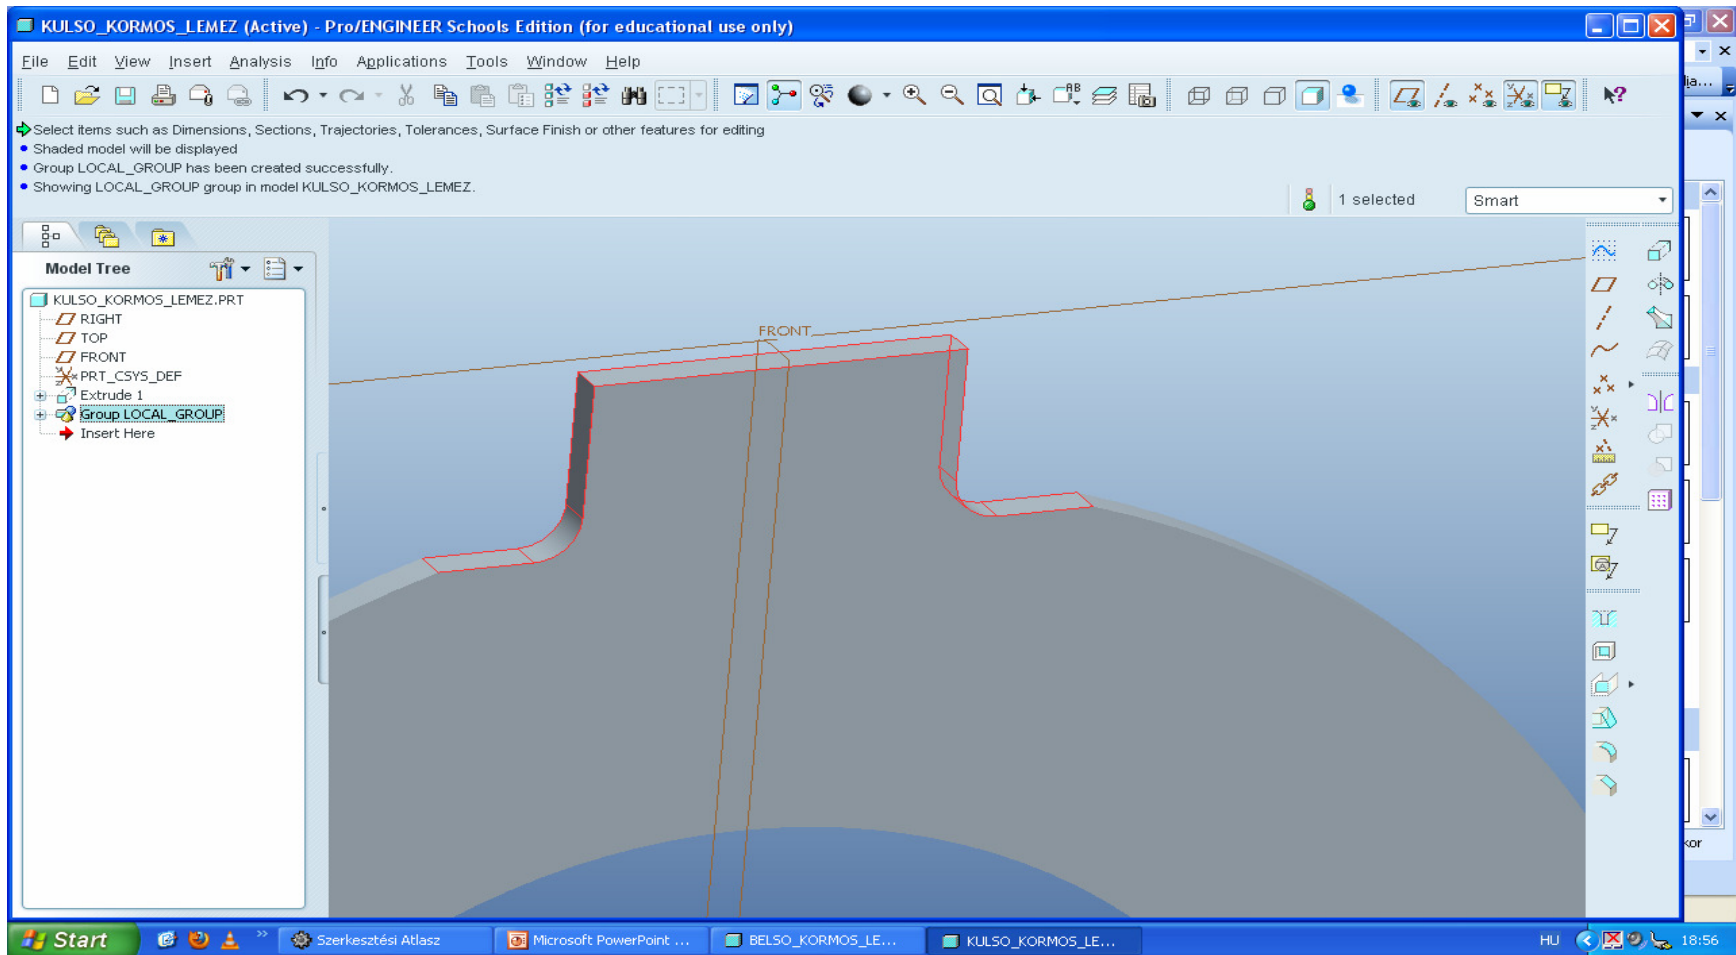 KULSO_KORMOS_LEMEZ (Active) - Pro/ENGINEER Schools Edition (for educational use only)
File Edit View Insert Analysis Info Applications Tools Window Help
Select items such as Dimensions, Sections, Trajectories, Tolerances, Surface Finish or other features for editing
Shaded model will be displayed
Group LOCAL_GROUP has been created successfully.
Showing LOCAL_GROUP group in model KULSO_KORMOS_LEMEZ.
1 selected
Smart
Model Tree
KULSO_KORMOS_LEMEZ.PRT
RIGHT
TOP
FRONT
PRT_CSYS_DEF
Extrude 1
Group LOCAL_GROUP
Insert Here
FRONT
Start
Szerkesztési Atlasz
Microsoft PowerPoint ...
BELSO_KORMOS_LE...
KULSO_KORMOS_LE...
HU
18:56